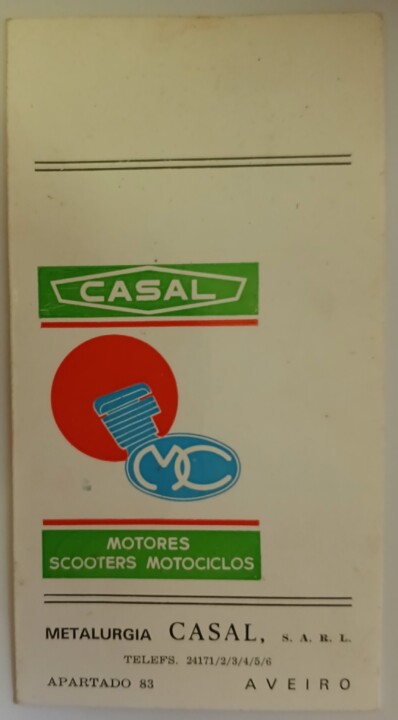 CASAL
MC
MOTORES
SCOOTERS MOTOCICLOS
METALURGIA CASAL, S. A. R. L.
TELEFS. 24171/2/3/4/5/6
APARTADO 83 AVEIRO